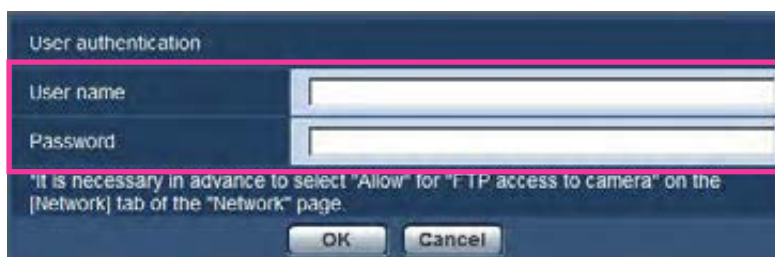 User authentication
User name
Password
*It is necessary in advance to select "Allow" for "FTP access to camera" on the
[Network] tab of the "Network" page.
OK Cancel